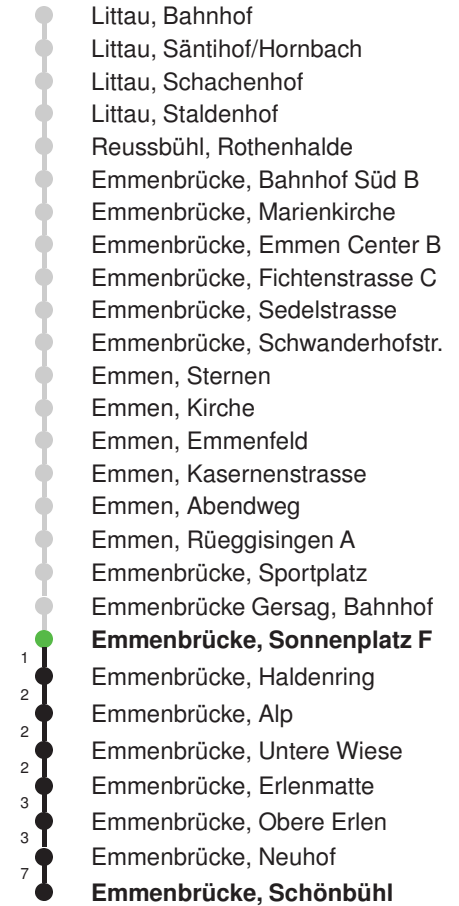 Littau, Bahnhof
Littau, Säntihof/Hornbach
Littau, Schachenhof
Littau, Staldenhof
Reussbühl, Rothenhalde
Emmenbrücke, Bahnhof Süd B
Emmenbrücke, Marienkirche
Emmenbrücke, Emmen Center B
Emmenbrücke, Fichtenstrasse C
Emmenbrücke, Sedelstrasse
Emmenbrücke, Schwanderhofstr.
Emmen, Sternen
Emmen, Kirche
Emmen, Emmenfeld
Emmen, Kasernenstrasse
Emmen, Abendweg
Emmen, Rüeggisingen A
Emmenbrücke, Sportplatz
Emmenbrücke Gersag, Bahnhof
Emmenbrücke, Sonnenplatz F
1
Emmenbrücke, Haldenring
2
Emmenbrücke, Alp
2
Emmenbrücke, Untere Wiese
2
Emmenbrücke, Erlenmatte
3
Emmenbrücke, Obere Erlen
3
Emmenbrücke, Neuhof
7
Emmenbrücke, Schönbühl